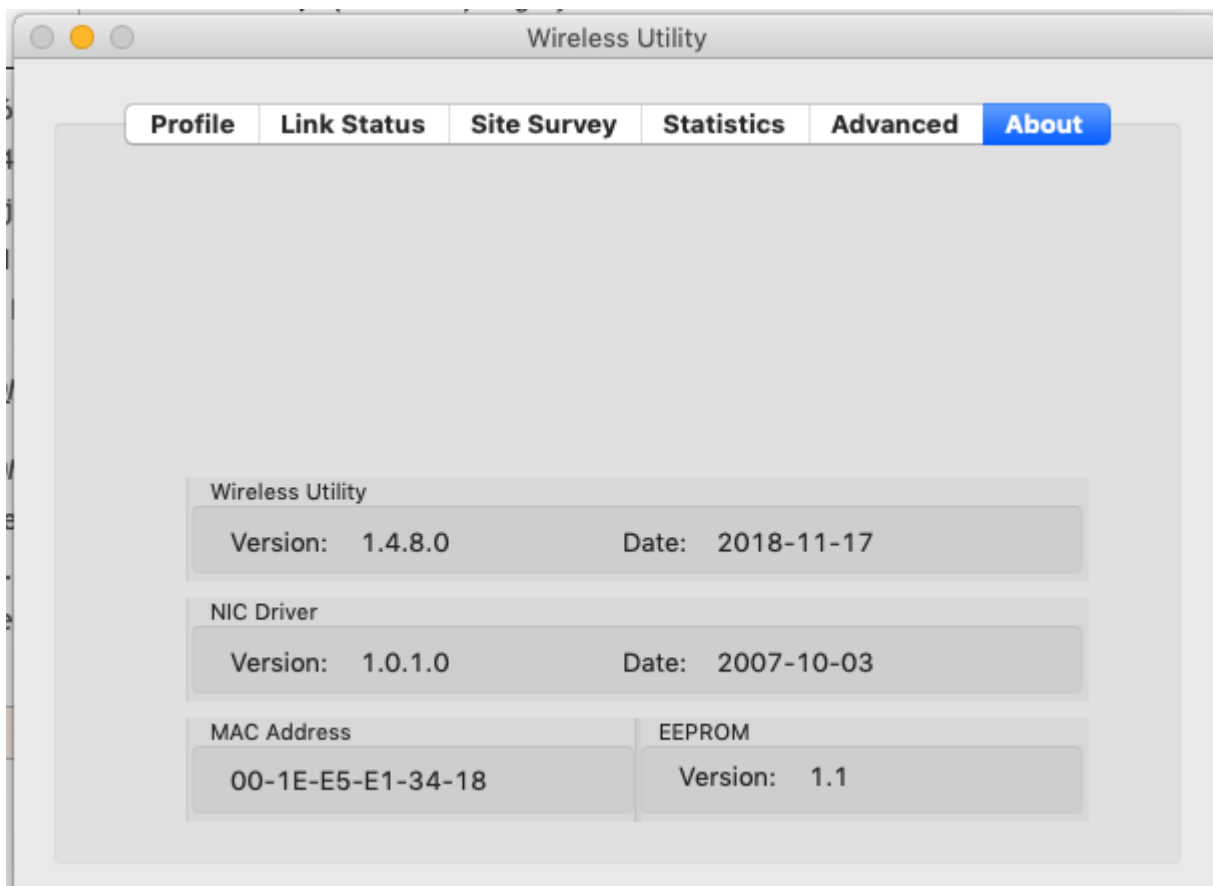 Wireless Utility
Profile Link Status Site Survey Statistics Advanced About
Wireless Utility
Version: 1.4.8.0 Date: 2018-11-17
NIC Driver
Version: 1.0.1.0 Date: 2007-10-03
MAC Address EEPROM
00-1E-E5-E1-34-18 Version: 1.1